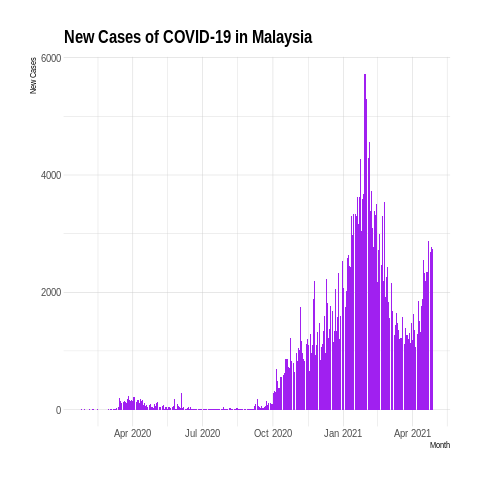 New Cases of COVID-19 in Malaysia
New Cases
6000
4000
2000
0
Apr 2020 Jul 2020 Oct 2020 Jan 2021 Apr 2021
Month